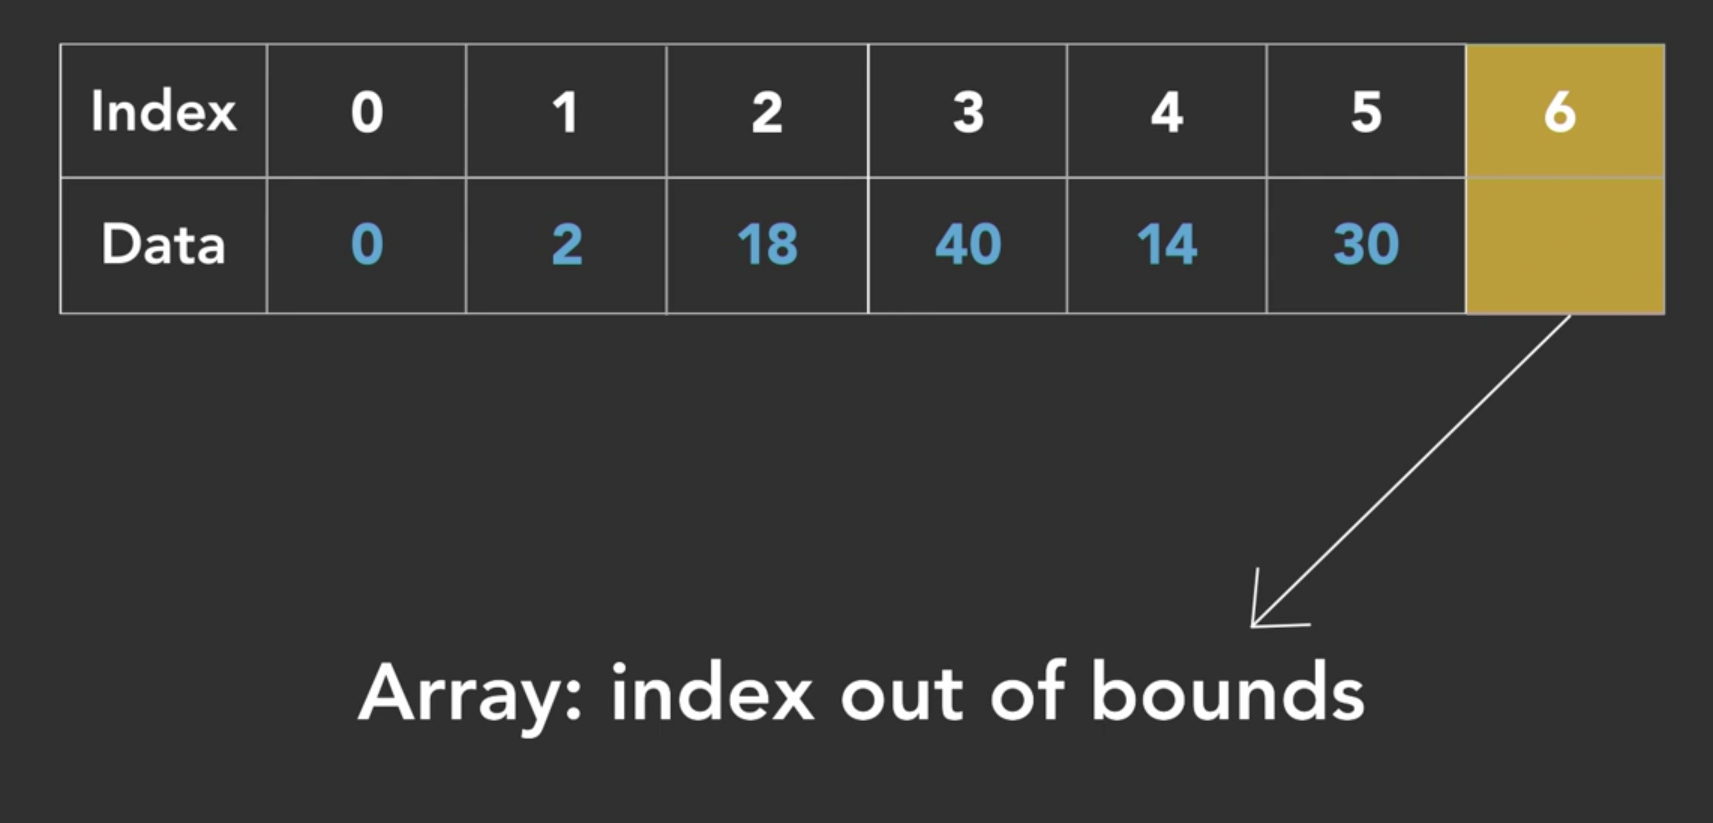 Index 0 1 2 3 4 5 6
Data 0 2 18 40 14 30
Array: index out of bounds